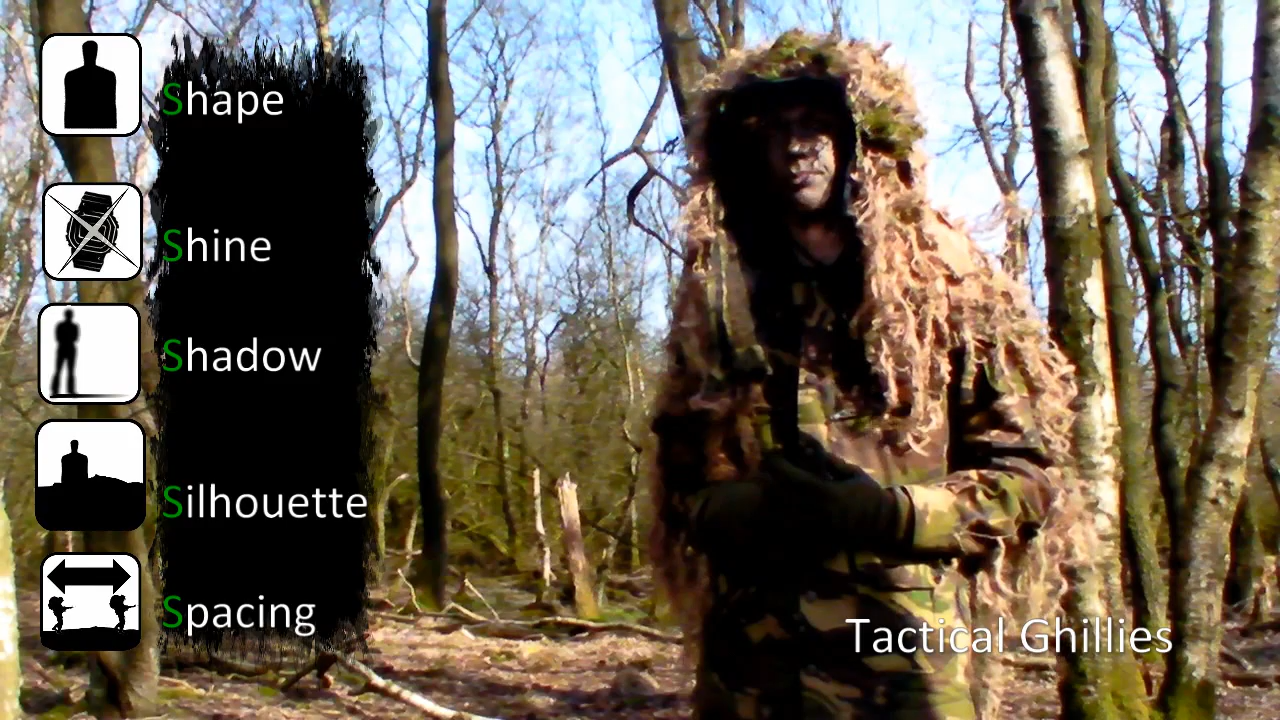 Shape
Shine
Shadow
Silhouette
Spacing
Tactical Ghillies